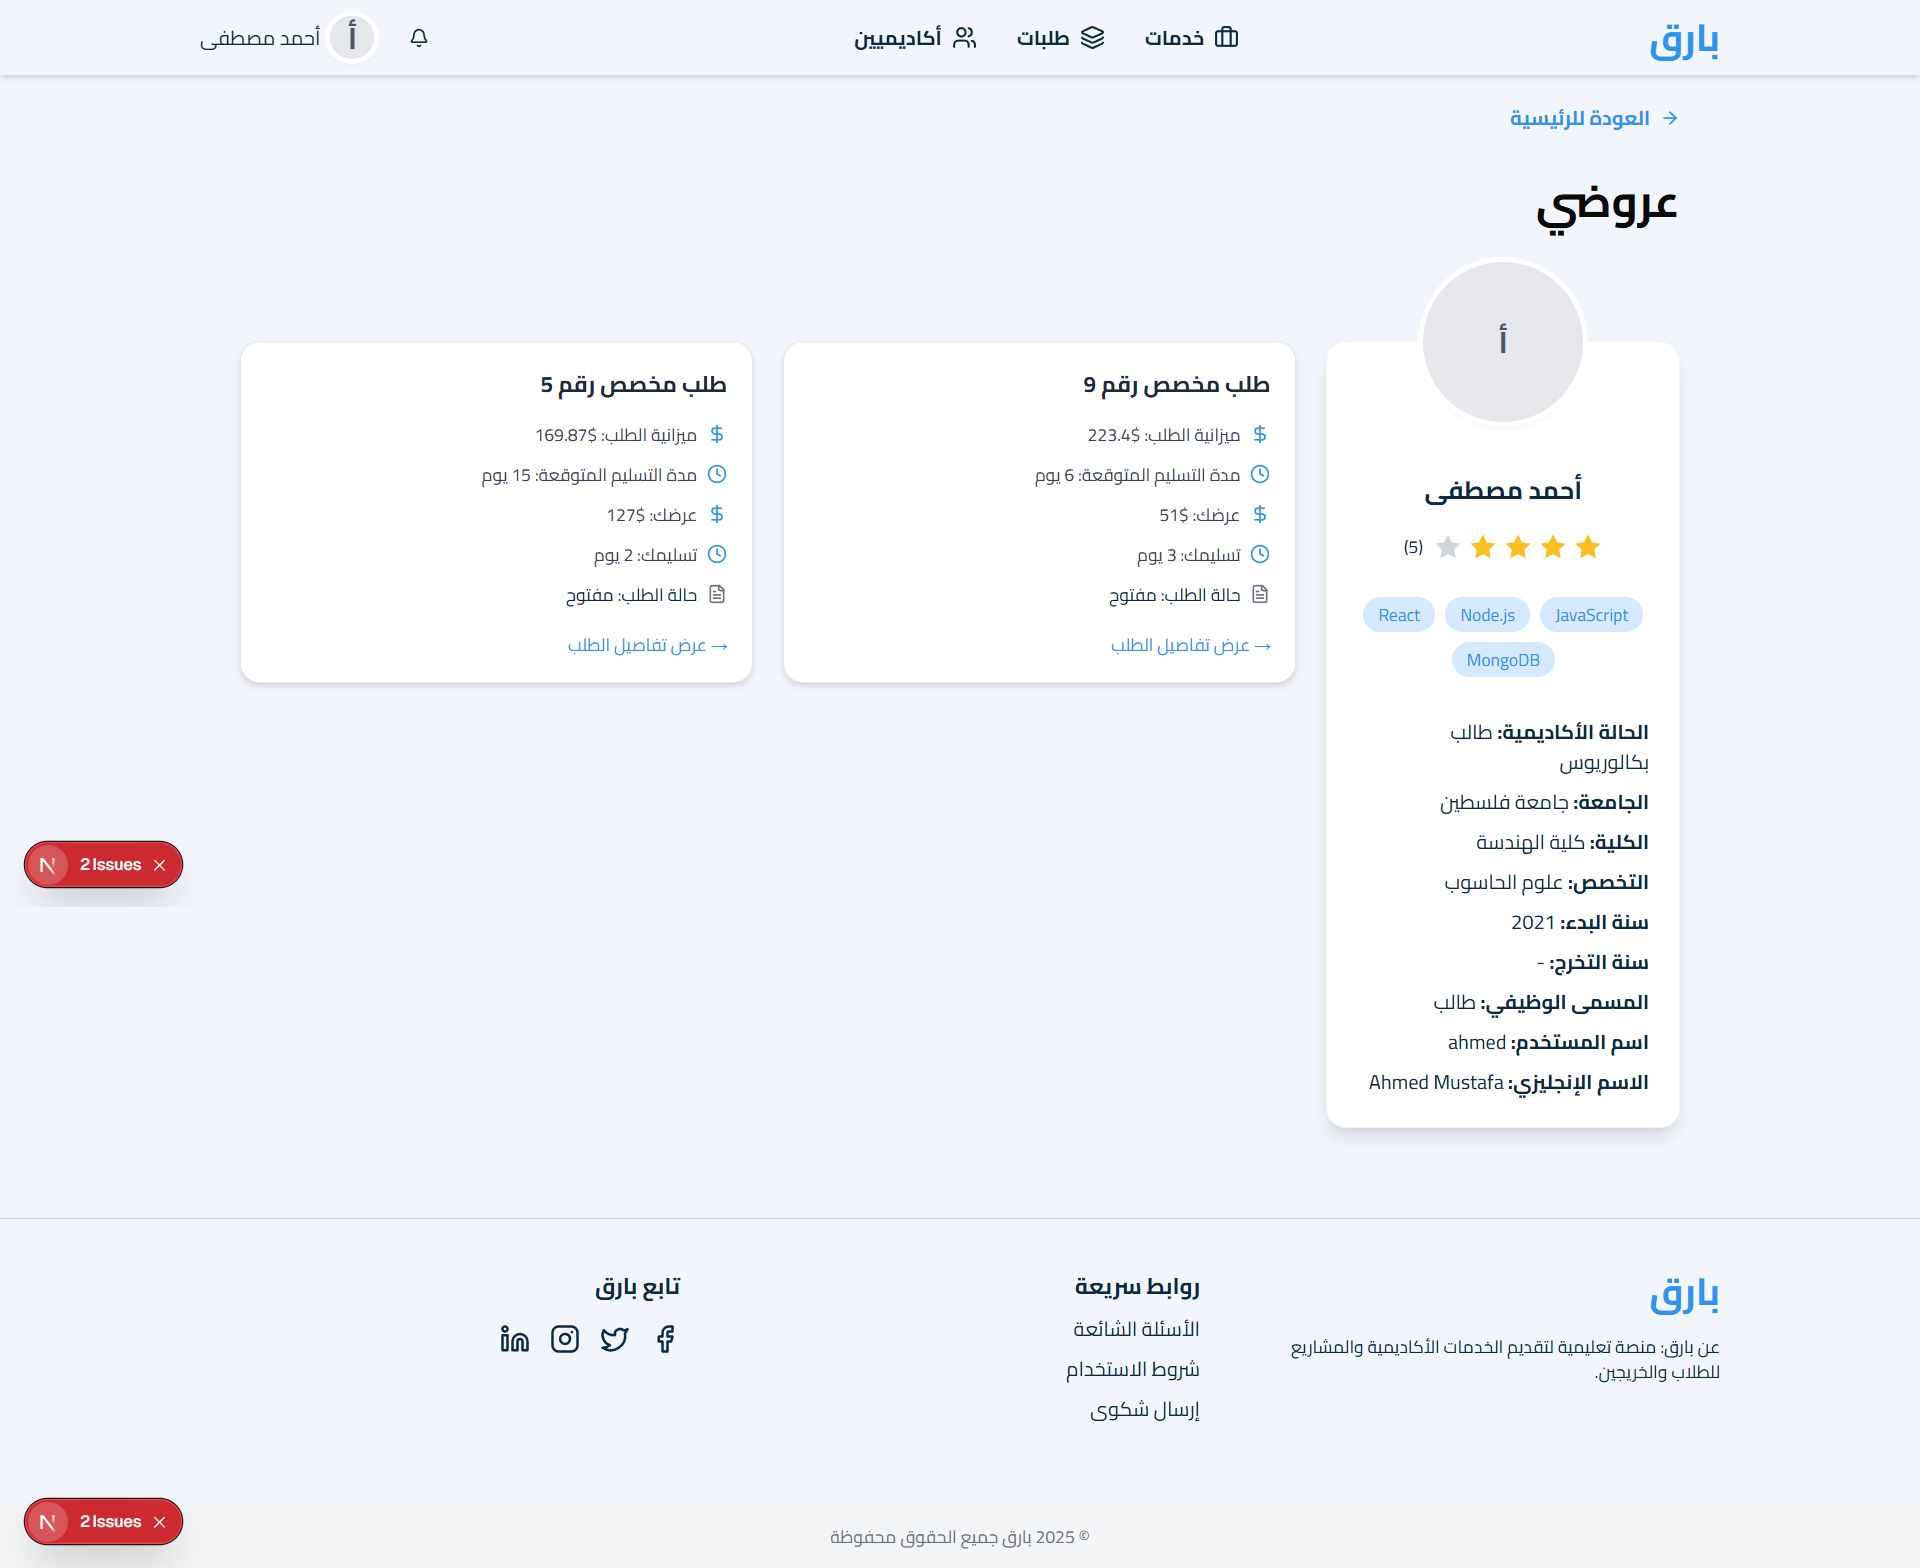 بارق
خدمات
طلبات
أكاديميين
أ
أحمد مصطفى
العودة للرئيسية
عروضي
أ
أحمد مصطفى
(5)
JavaScript
Node.js
React
MongoDB
الحالة الأكاديمية: طالب
بكالوريوس
الجامعة: جامعة فلسطين
الكلية: كلية الهندسة
التخصص: علوم الحاسوب
سنة البدء: 2021
سنة التخرج: -
المسمى الوظيفي: طالب
اسم المستخدم: ahmed
الاسم الإنجليزي: Ahmed Mustafa
طلب مخصص رقم 9
ميزانية الطلب: $223.4
مدة التسليم المتوقعة: 6 يوم
عرضك: $51
تسليمك: 3 يوم
حالة الطلب: مفتوح
عرض تفاصيل الطلب →
طلب مخصص رقم 5
ميزانية الطلب: $169.87
مدة التسليم المتوقعة: 15 يوم
عرضك: $127
تسليمك: 2 يوم
حالة الطلب: مفتوح
عرض تفاصيل الطلب →
N 2 Issues
بارق
عن بارق: منصة تعليمية لتقديم الخدمات الأكاديمية والمشاريع
للطلاب والخريجين.
روابط سريعة
الأسئلة الشائعة
شروط الاستخدام
إرسال شكوى
تابع بارق
N 2 Issues
© 2025 بارق جميع الحقوق محفوظة